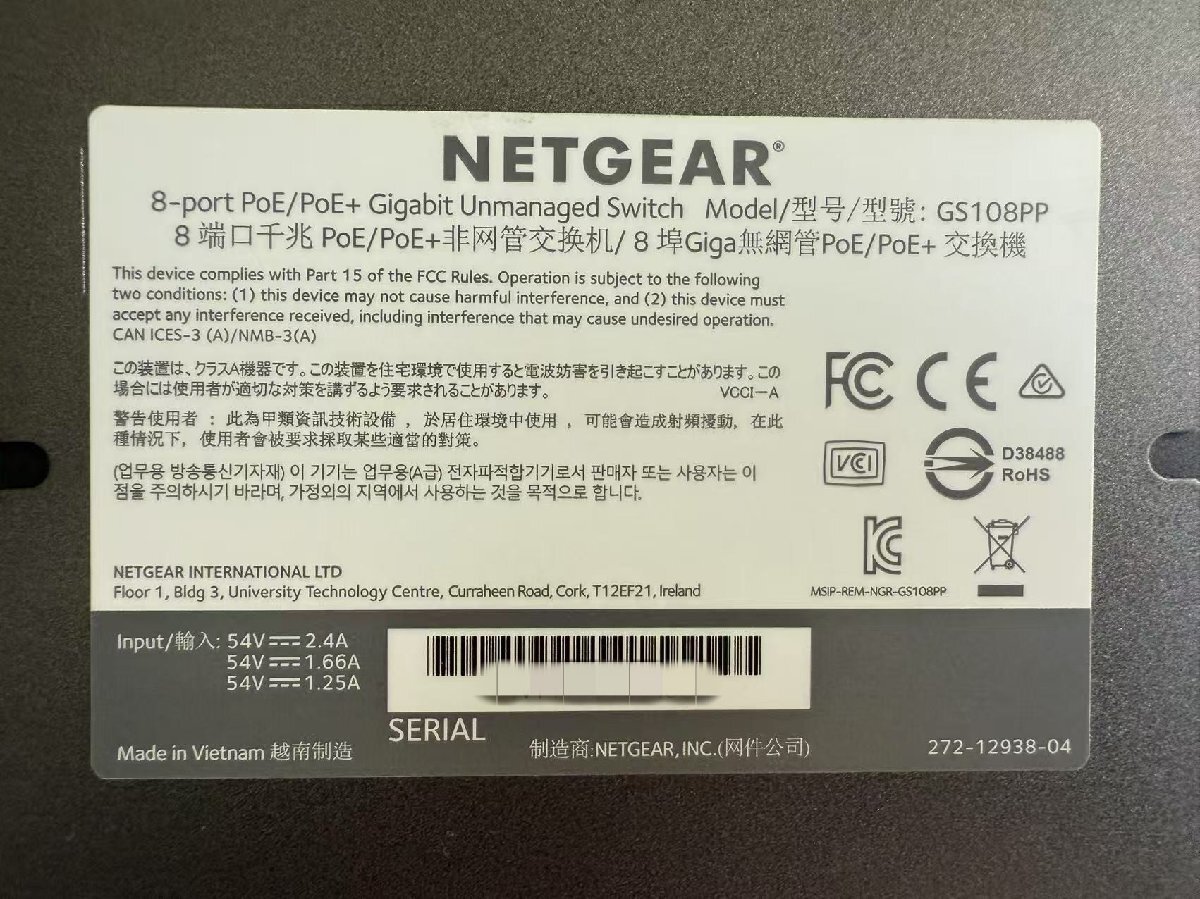 NETGEAR®
8-port PoE/PoE+ Gigabit Unmanaged Switch Model/型号/型號: GS108PP
8 端口千兆 PoE/PoE+非网管交换机/ 8 埠Giga無網管PoE/PoE+ 交換機
This device complies with Part 15 of the FCC Rules. Operation is subject to the following
two conditions: (1) this device may not cause harmful interference, and (2) this device must
accept any interference received, including interference that may cause undesired operation.
CAN ICES-3 (A)/NMB-3(A)
この装置は、クラスA機器です。この装置を住宅環境で使用すると電波妨害を引き起こすことがあります。この
場合には使用者が適切な対策を講ずるよう要求されることがあります。 VCCI-A
警告使用者 : 此為甲類資訊技術設備 , 於居住環境中使用 , 可能會造成射頻擾動, 在此
種情況下, 使用者會被要求採取某些適當的對策。
(업무용 방송통신기자재) 이 기기는 업무용(A급) 전자파적합기기로서 판매자 또는 사용자는 이
점을 주의하시기 바라며, 가정외의 지역에서 사용하는 것을 목적으로 합니다.
FC CE
VCI
D38488
RoHS
MSIP-REM-NGR-GS108PP
NETGEAR INTERNATIONAL LTD
Floor 1, Bldg 3, University Technology Centre, Curraheen Road, Cork, T12EF21, Ireland
Input/輸入: 54V⎓2.4A
54V⎓1.66A
54V⎓1.25A
SERIAL
Made in Vietnam 越南制造
制造商:NETGEAR, INC.(网件公司)
272-12938-04